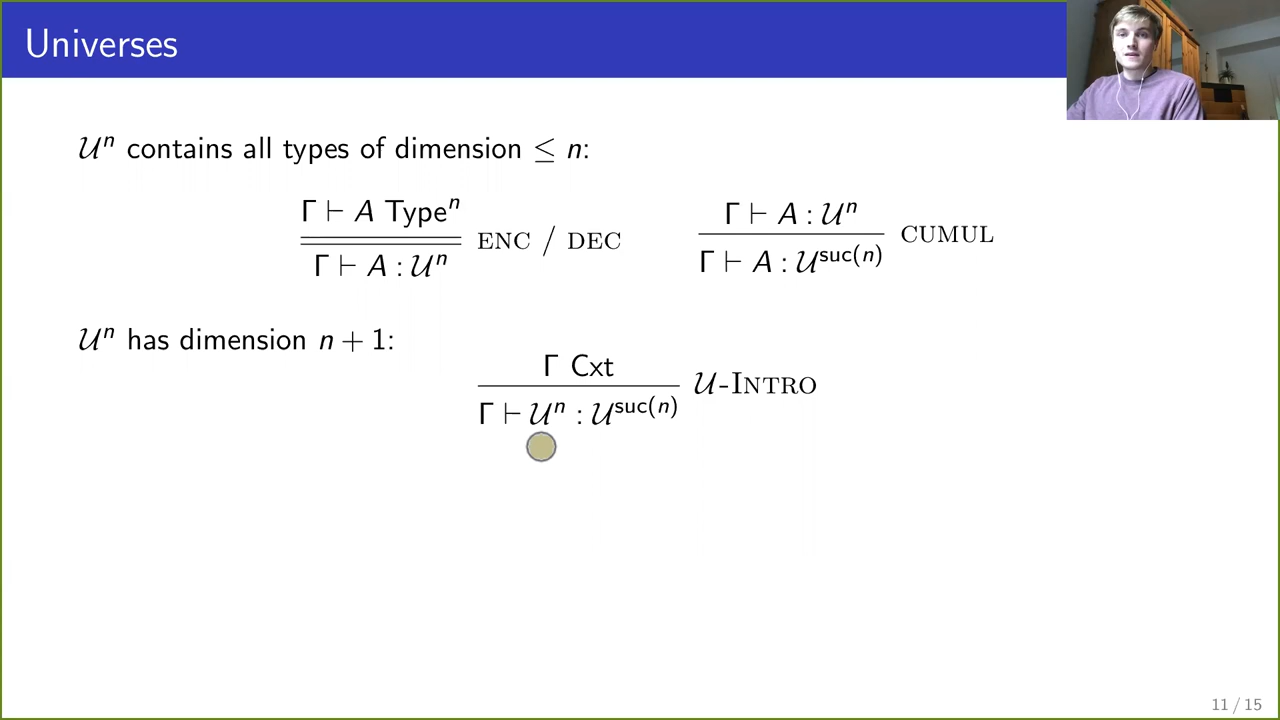 Universes
𝒰ⁿ contains all types of dimension ≤ n:
Γ ⊢ A Typeⁿ
Γ ⊢ A : 𝒰ⁿ
ENC / DEC
Γ ⊢ A : 𝒰ⁿ
Γ ⊢ A : 𝒰^suc(n)
CUMUL
𝒰ⁿ has dimension n + 1:
Γ Cxt
Γ ⊢ 𝒰ⁿ : 𝒰^suc(n)
𝒰-INTRO
11 / 15